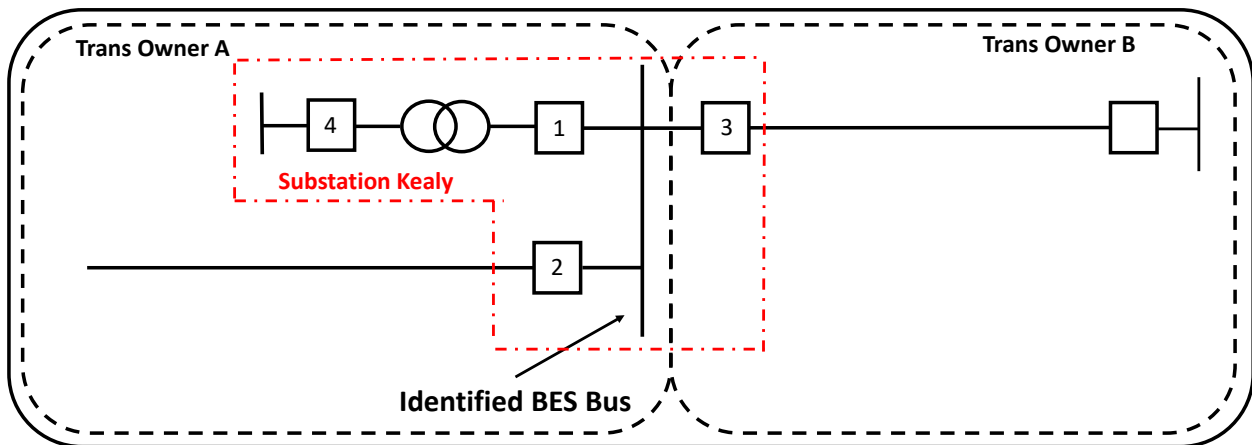 Trans Owner A
Trans Owner B
4
1
3
Substation Kealy
2
Identified BES Bus